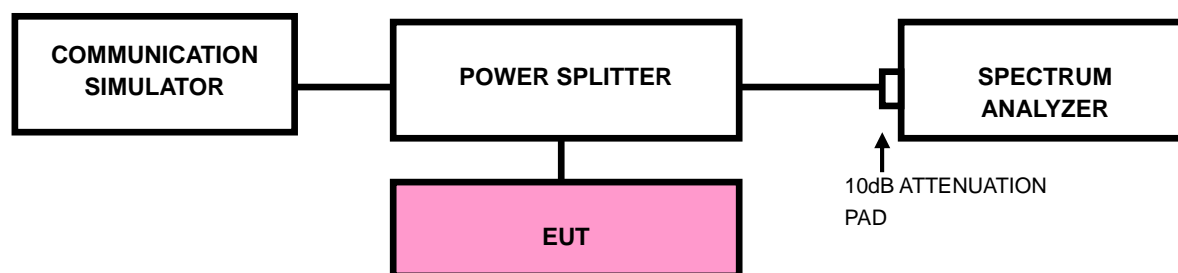 COMMUNICATION
SIMULATOR
POWER SPLITTER
SPECTRUM
ANALYZER
10dB ATTENUATION
PAD
EUT